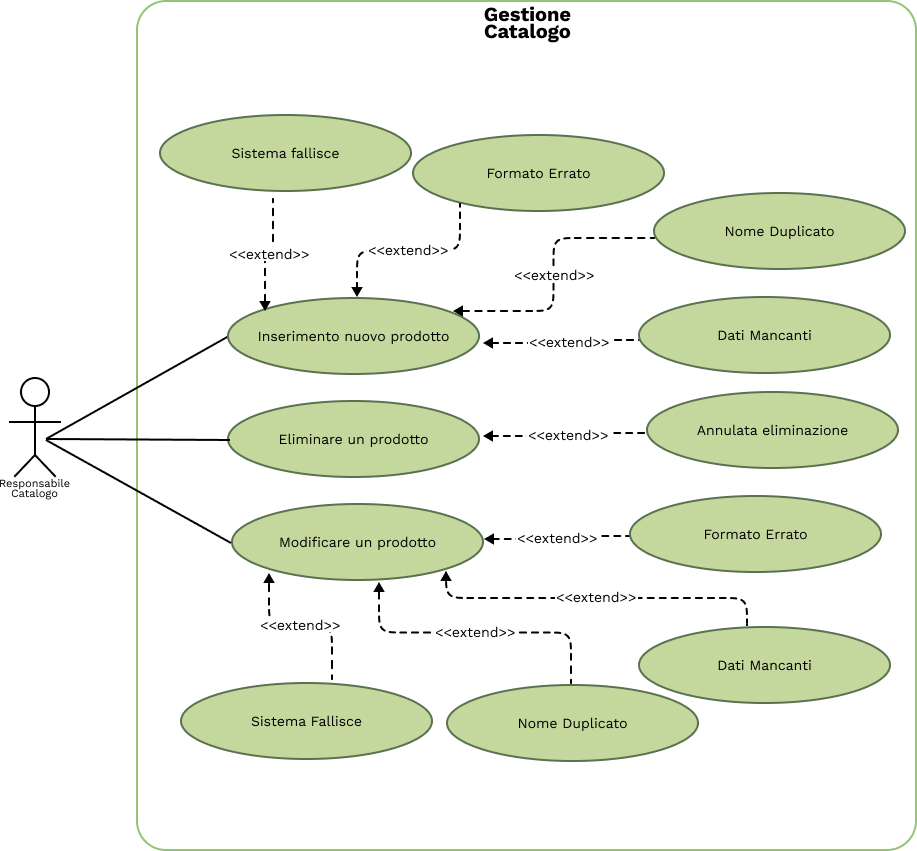 Gestione
Catalogo
Sistema fallisce
Formato Errato
Nome Duplicato
<<extend>>
<<extend>>
<<extend>>
Inserimento nuovo prodotto
<<extend>>
Dati Mancanti
Eliminare un prodotto
<<extend>>
Annulata eliminazione
Responsabile
Catalogo
Modificare un prodotto
<<extend>>
Formato Errato
<<extend>>
<<extend>>
<<extend>>
Dati Mancanti
Sistema Fallisce
Nome Duplicato